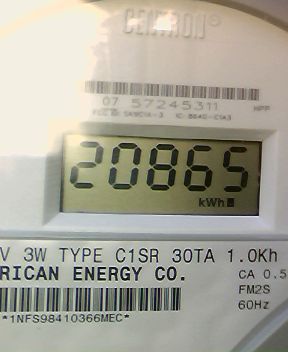 CENTRON®
07 57245311 HPP
20865
kWh
V 3W TYPE C1SR 30TA 1.0Kh
RICAN ENERGY CO.
CA 0.5
FM2S
60Hz
*1NFS98410366MEC*